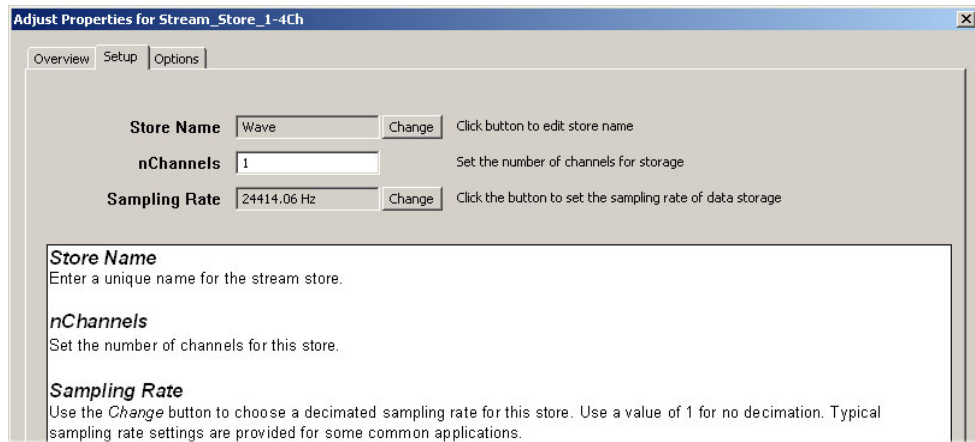 Adjust Properties for Stream_Store_1-4Ch
Overview Setup Options
Store Name Wave Change Click button to edit store name
nChannels 1 Set the number of channels for storage
Sampling Rate 24414.06 Hz Change Click the button to set the sampling rate of data storage
Store Name
Enter a unique name for the stream store.
nChannels
Set the number of channels for this store.
Sampling Rate
Use the Change button to choose a decimated sampling rate for this store. Use a value of 1 for no decimation. Typical
sampling rate settings are provided for some common applications.